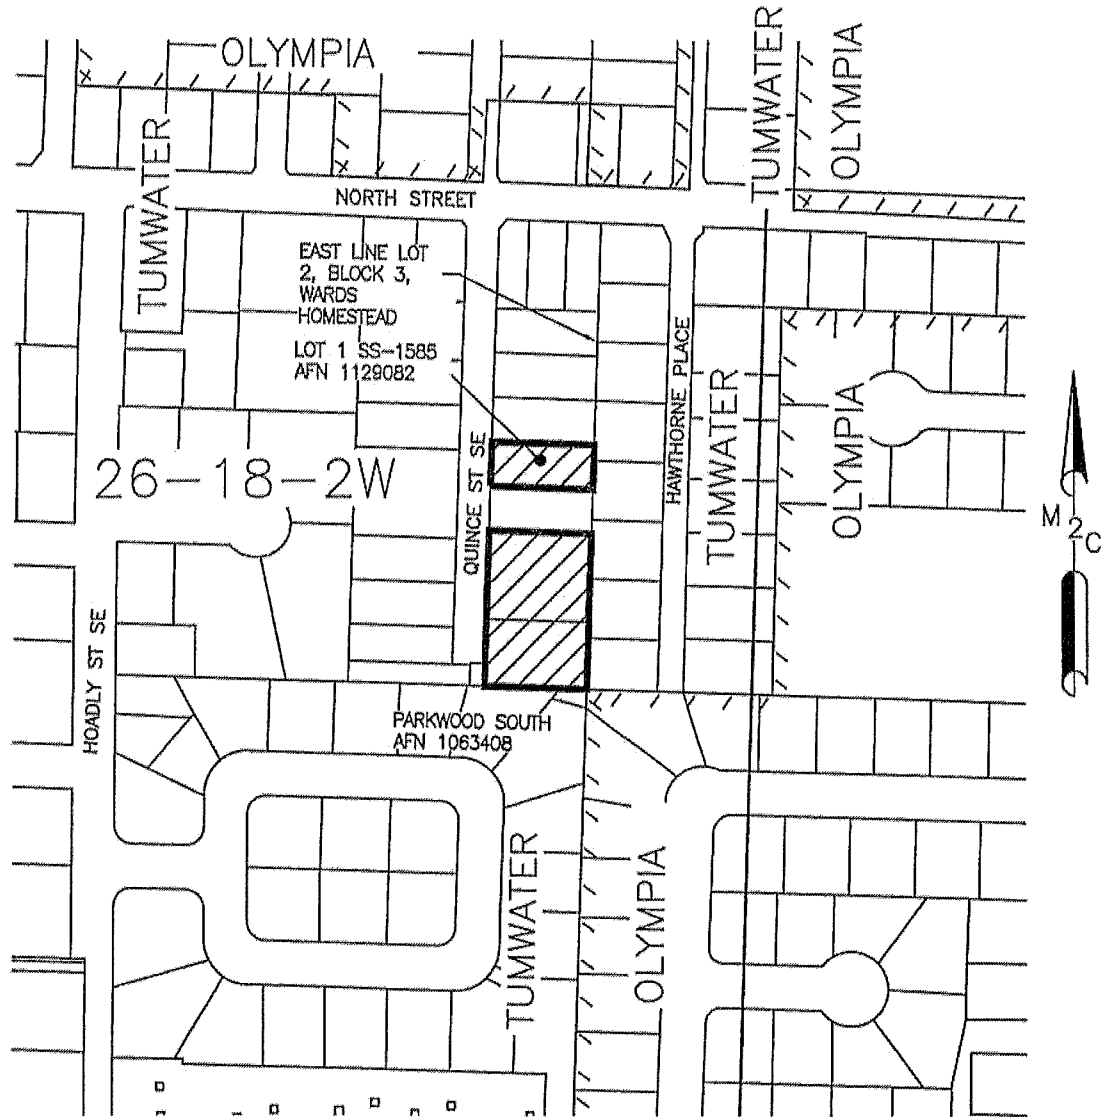 OLYMPIA
TUMWATER
OLYMPIA
TUMWATER
NORTH STREET
EAST LINE LOT
2, BLOCK 3,
WARDS
HOMESTEAD
LOT 1 SS-1585
AFN 1129082
HAWTHORNE PLACE
TUMWATER
OLYMPIA
26-18-2W
QUINCE ST SE
M2C
HOADLY ST SE
PARKWOOD SOUTH
AFN 1063408
TUMWATER
OLYMPIA